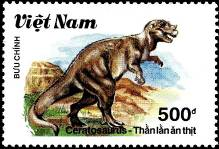 Việt Nam
BƯU CHÍNH
500đ
Ceratosaurus - Thằn lằn ăn thịt